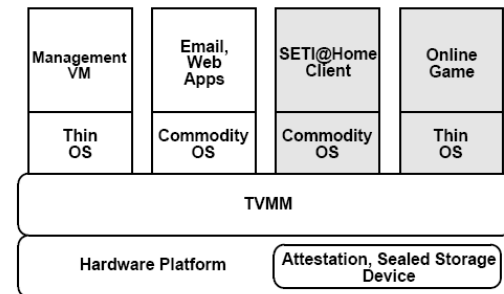 Management
VM
Email,
Web
Apps
SETI@Home
Client
Online
Game
Thin
OS
Commodity
OS
Commodity
OS
Thin
OS
TVMM
Hardware Platform
Attestation, Sealed Storage
Device